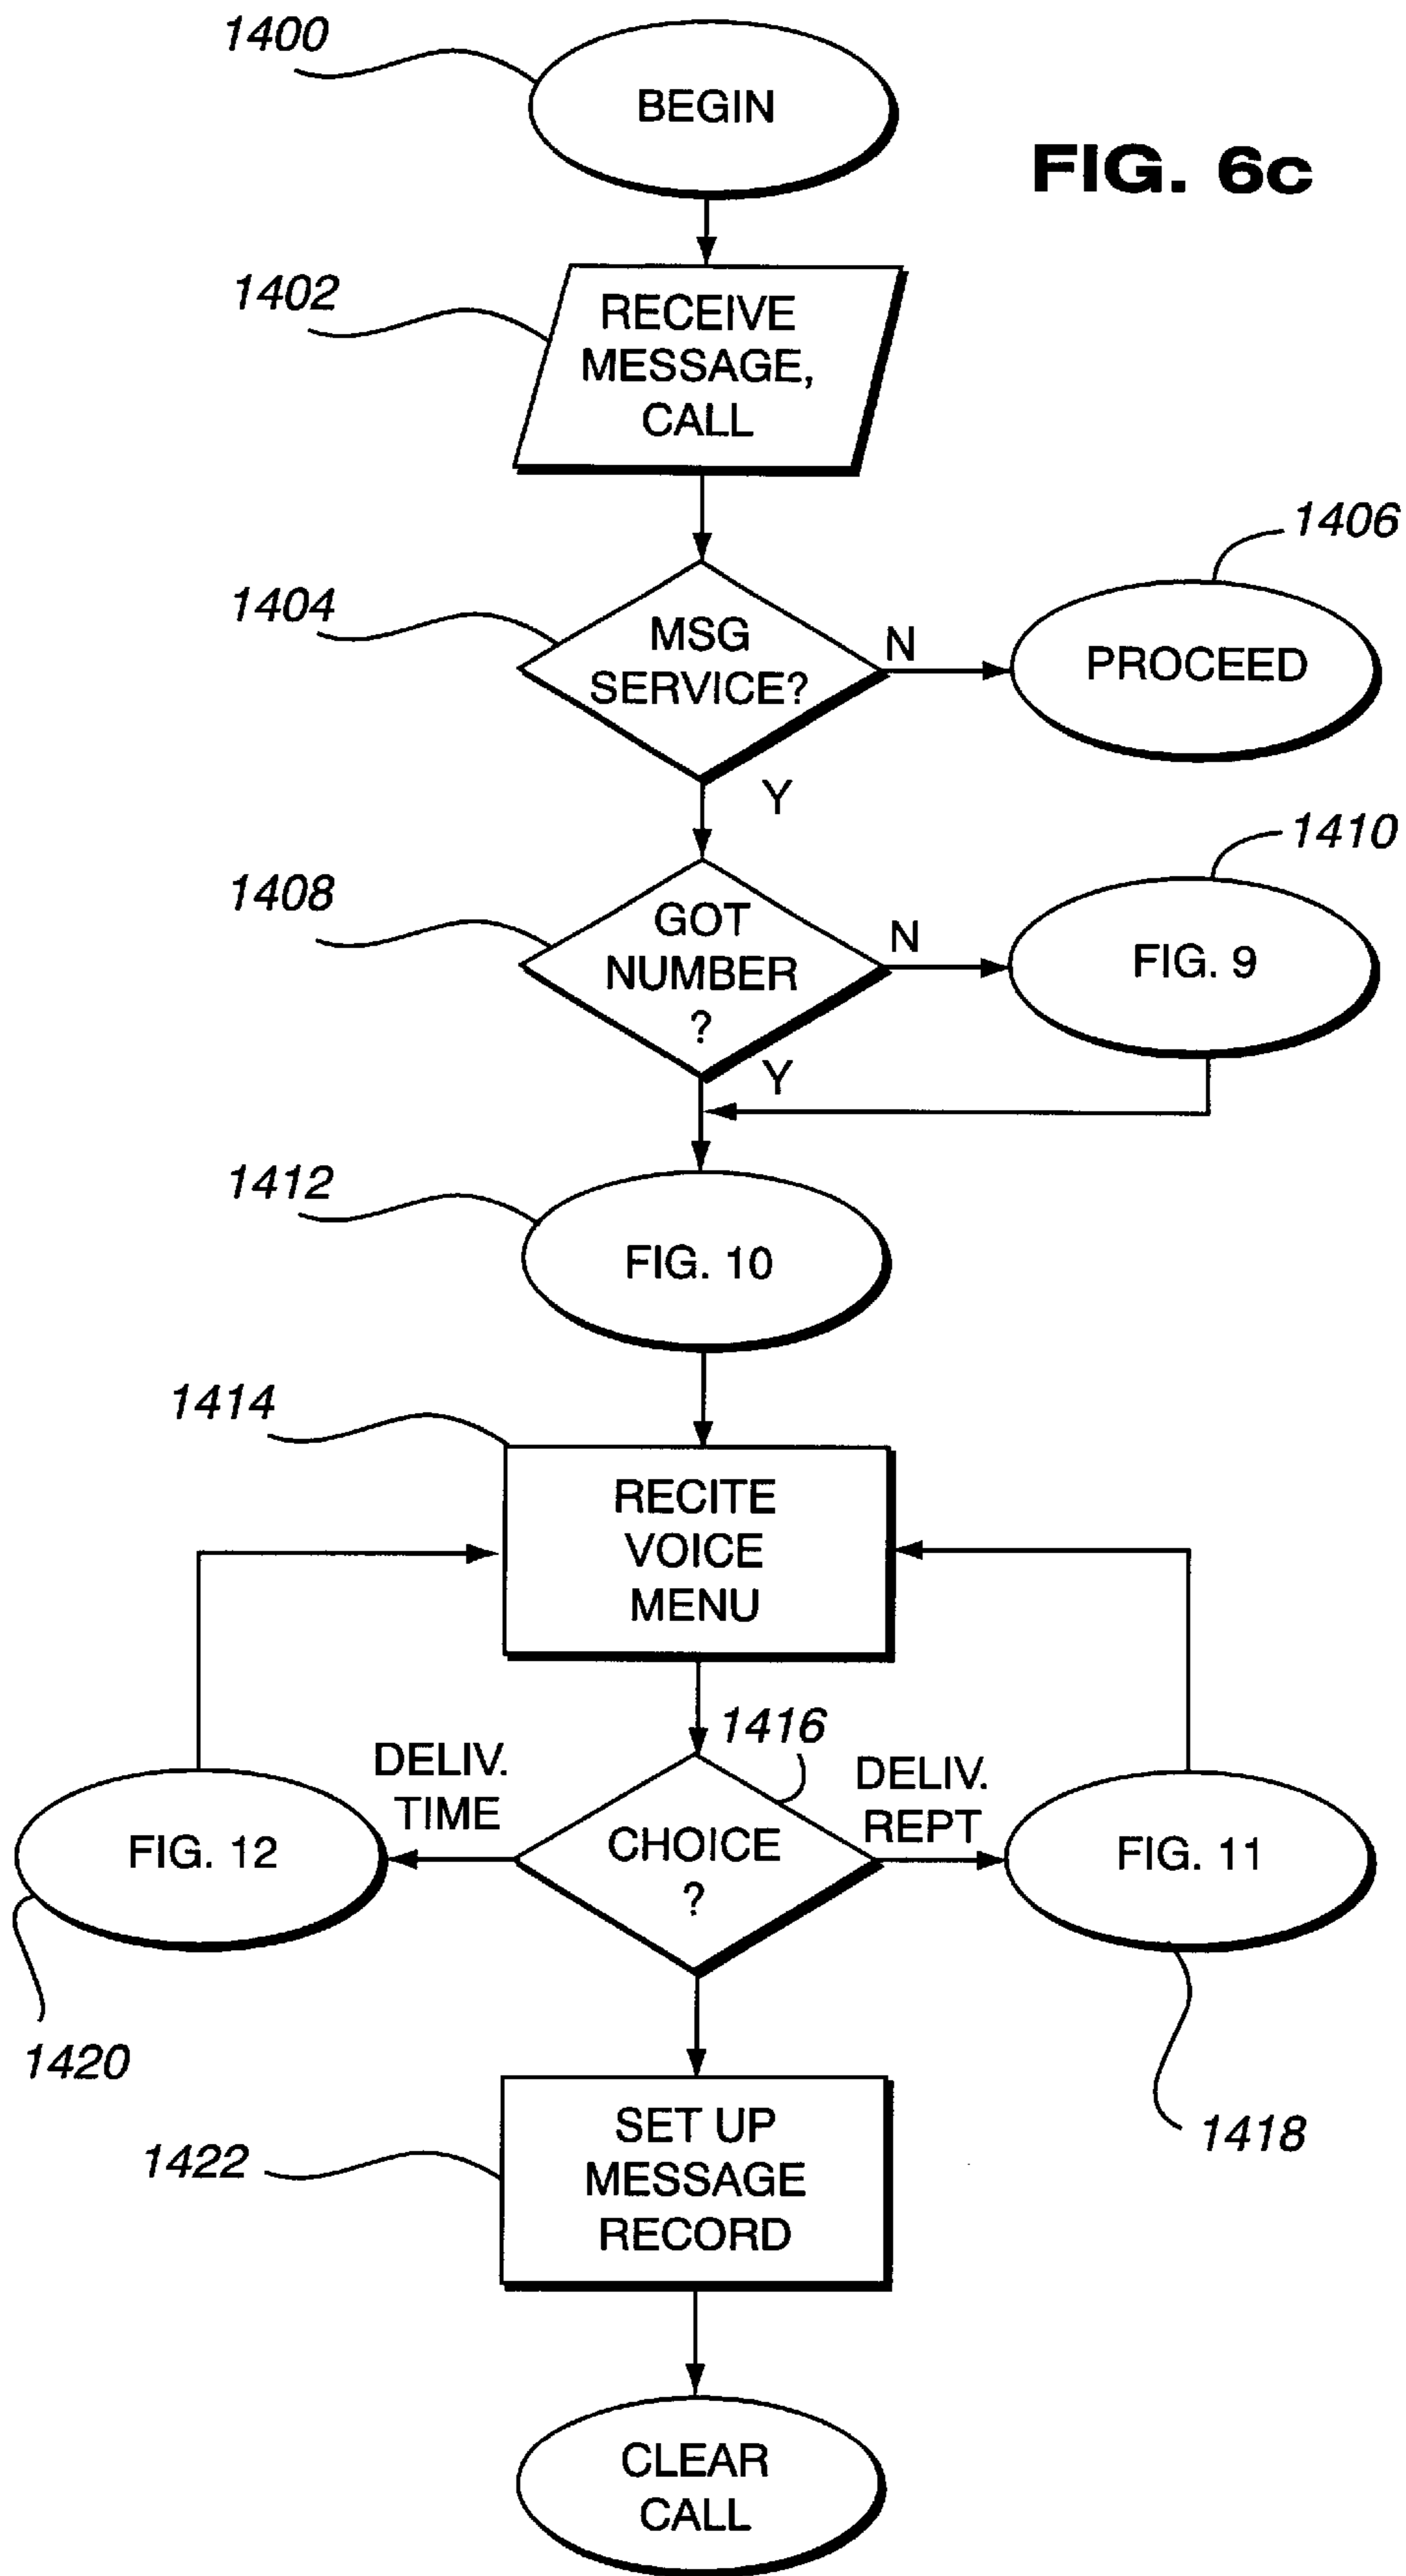 1400
BEGIN
FIG. 6c
1402
RECEIVE
MESSAGE,
CALL
1404
MSG
SERVICE?
N
1406
PROCEED
Y
1408
GOT
NUMBER
?
N
1410
FIG. 9
Y
1412
FIG. 10
1414
RECITE
VOICE
MENU
1416
DELIV.
TIME
CHOICE
?
DELIV.
REPT
FIG. 12
FIG. 11
1420
1418
1422
SET UP
MESSAGE
RECORD
CLEAR
CALL